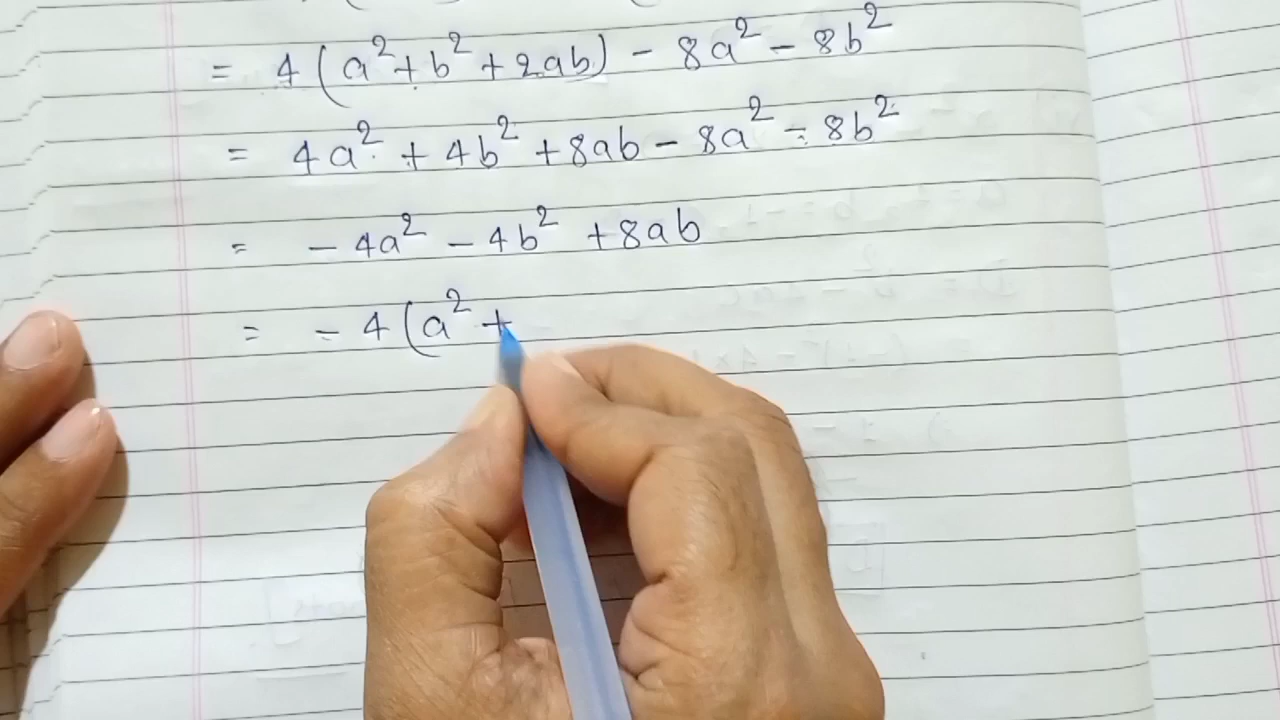 = 4(a²+b²+2ab) - 8a² - 8b²
= 4a² + 4b² +8ab - 8a² - 8b²
= - 4a² - 4b² +8ab
= - 4(a² +